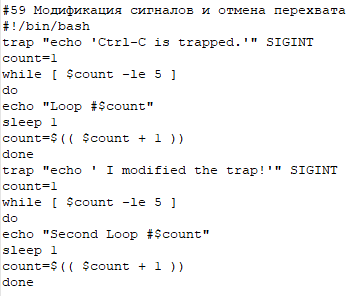 #59 Модификация сигналов и отмена перехвата
#!/bin/bash
trap "echo 'Ctrl-C is trapped.'" SIGINT
count=1
while [ $count -le 5 ]
do
echo "Loop #$count"
sleep 1
count=$(( $count + 1 ))
done
trap "echo ' I modified the trap!'" SIGINT
count=1
while [ $count -le 5 ]
do
echo "Second Loop #$count"
sleep 1
count=$(( $count + 1 ))
done